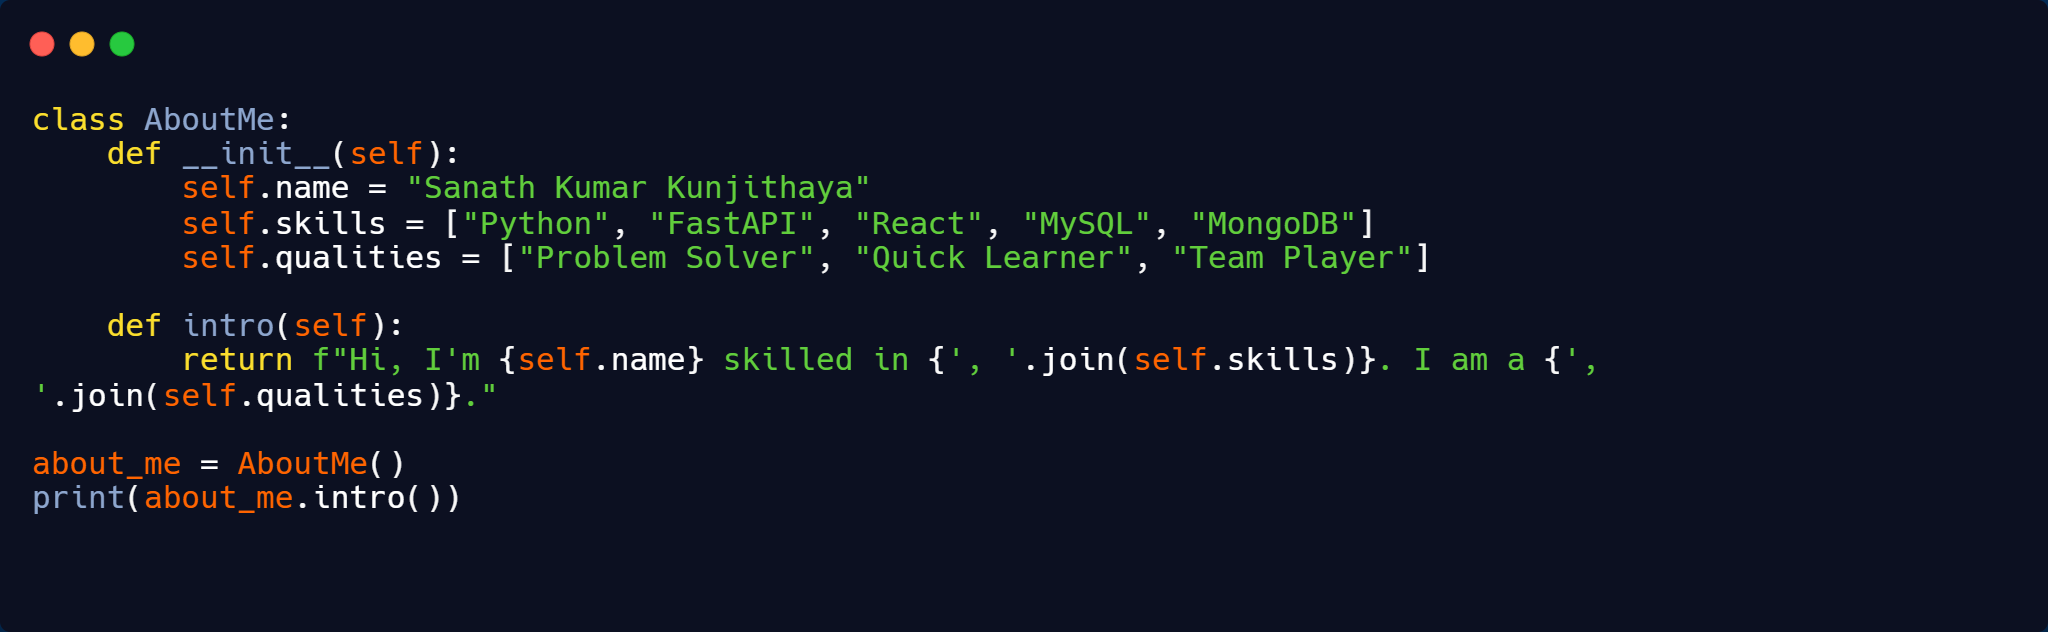 class AboutMe:
    def __init__(self):
        self.name = "Sanath Kumar Kunjithaya"
        self.skills = ["Python", "FastAPI", "React", "MySQL", "MongoDB"]
        self.qualities = ["Problem Solver", "Quick Learner", "Team Player"]

    def intro(self):
        return f"Hi, I'm {self.name} skilled in {', '.join(self.skills)}. I am a {',
'.join(self.qualities)}."

about_me = AboutMe()
print(about_me.intro())